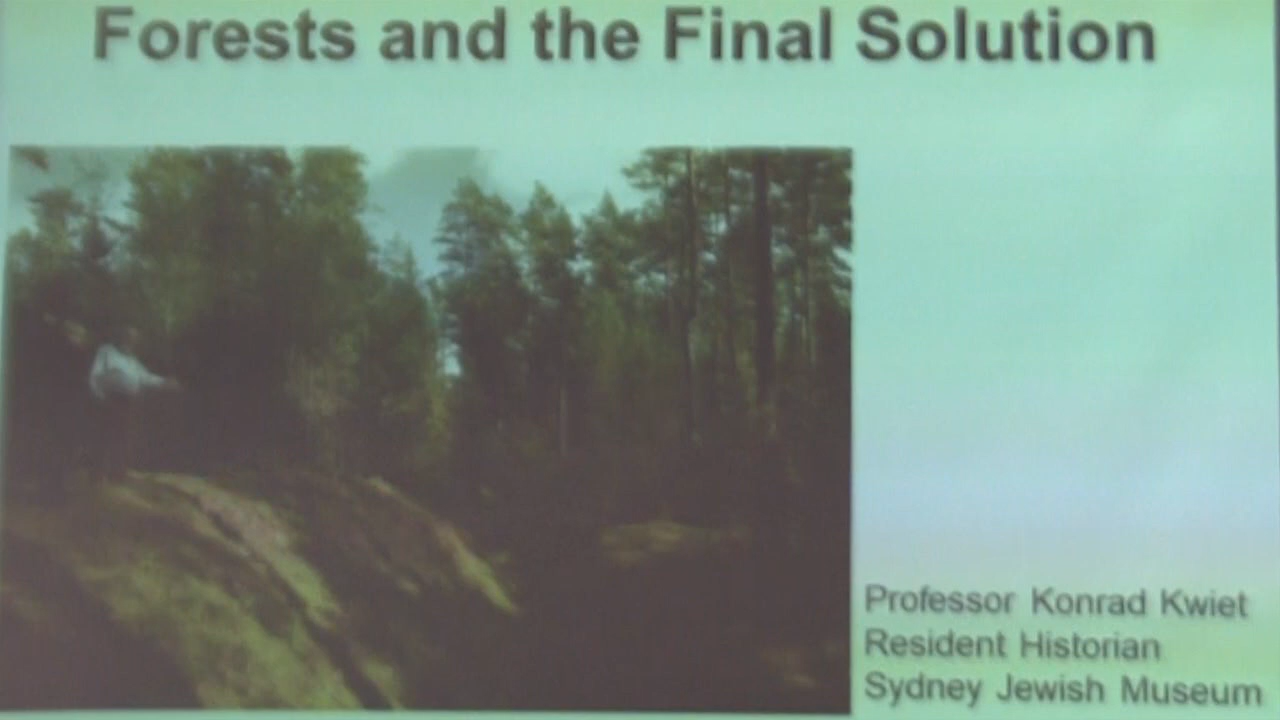 Forests and the Final Solution
Professor Konrad Kwiet
Resident Historian
Sydney Jewish Museum